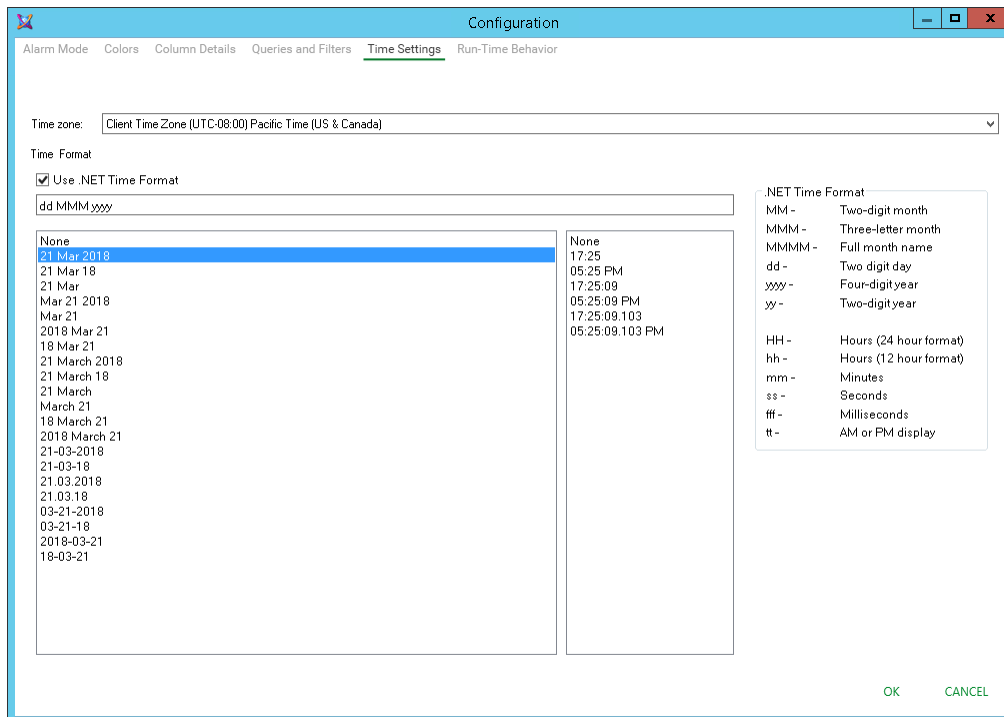 Configuration
Alarm Mode Colors Column Details Queries and Filters Time Settings Run-Time Behavior
Time zone: Client Time Zone (UTC-08:00) Pacific Time (US & Canada)
Time Format
Use .NET Time Format
dd MMM yyyy
None
21 Mar 2018
21 Mar 18
21 Mar
Mar 21 2018
Mar 21
2018 Mar 21
18 Mar 21
21 March 2018
21 March 18
21 March
March 21
18 March 21
2018 March 21
21-03-2018
21-03-18
21.03.2018
21.03.18
03-21-2018
03-21-18
2018-03-21
18-03-21
None
17:25
05:25 PM
17:25:09
05:25:09 PM
17:25:09.103
05:25:09.103 PM
.NET Time Format
MM - Two-digit month
MMM - Three-letter month
MMMM - Full month name
dd - Two digit day
yyyy - Four-digit year
yy - Two-digit year
HH - Hours (24 hour format)
hh - Hours (12 hour format)
mm - Minutes
ss - Seconds
fff - Milliseconds
tt - AM or PM display
OK CANCEL